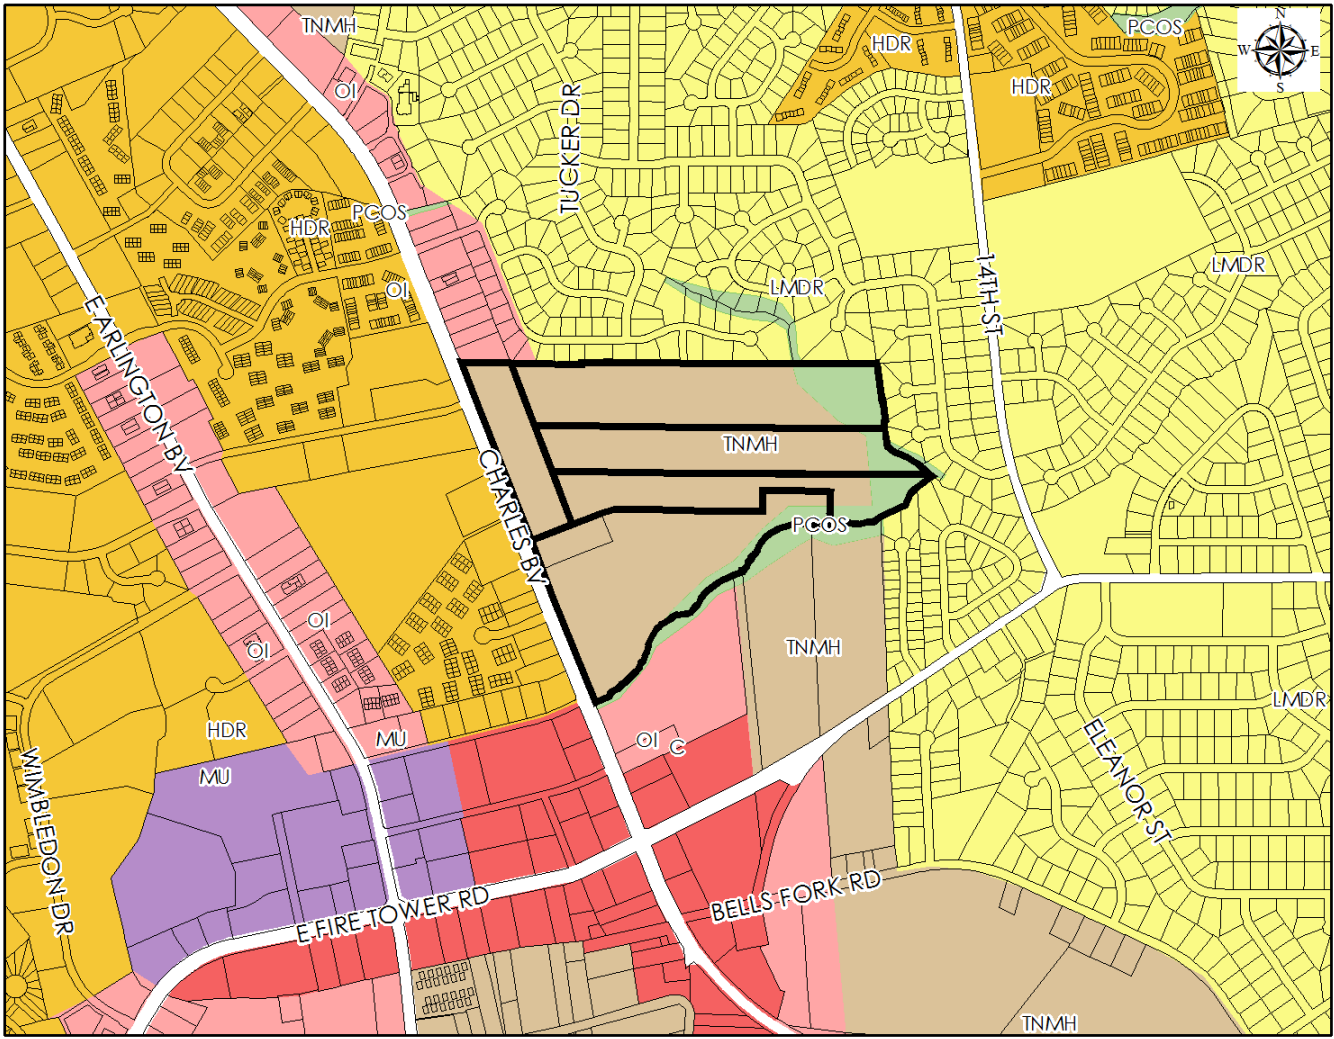 TNMH
PCOS
N
W E
S
HDR
OI
HDR
TUCKER DR
PCOS
HDR
LMDR
OI
LMDR
14TH ST
E ARLINGTON BV
TNMH
CHARLES BV
PCOS
OI
OI
TNMH
LMDR
HDR
MU
OI C
MU
ELEANOR ST
WIMBLEDON DR
E FIRE TOWER RD
BELLS FORK RD
TNMH